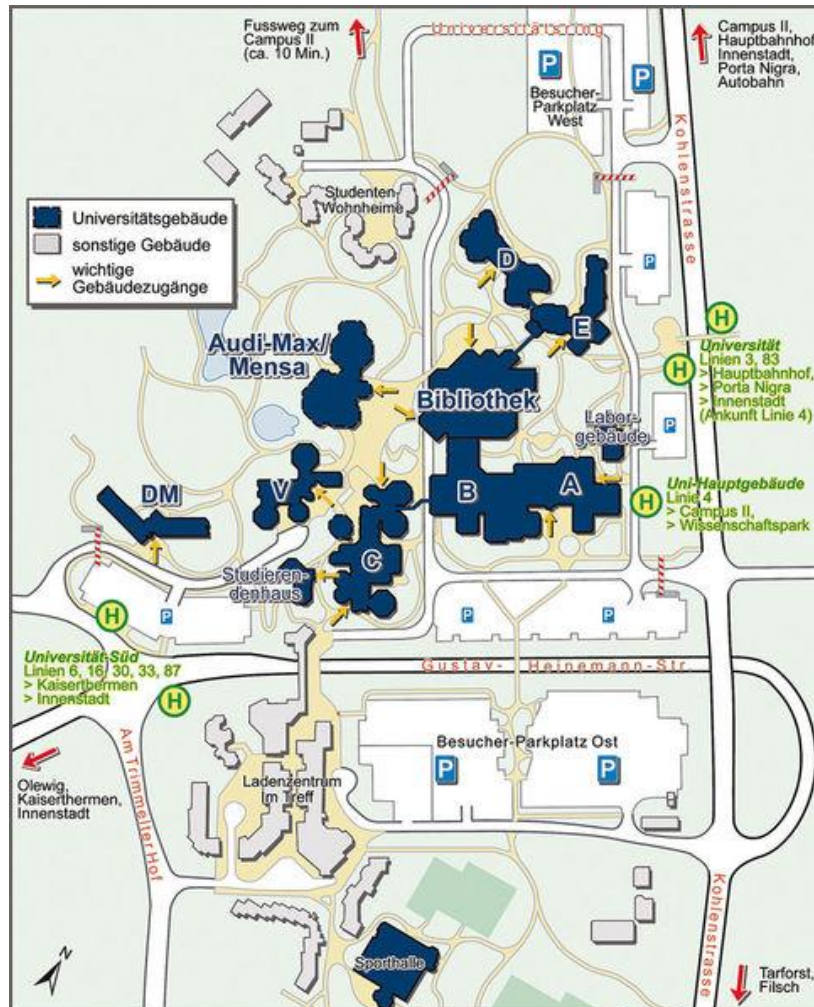 Fussweg zum
Campus II
(ca. 10 Min.)
Universitätsring
Campus II,
Hauptbahnhof
Innenstadt,
Porta Nigra,
Autobahn
P
P
Besucher-
Parkplatz
West
Kohlenstrasse
Studenten-
Wohnheime
Universitätsgebäude
sonstige Gebäude
wichtige
Gebäudezugänge
D
P
E
H
Audi-Max/
Mensa
Universität
Linien 3, 83
> Hauptbahnhof,
> Porta Nigra
> Innenstadt
(Ankunft Linie 4)
H
Bibliothek
Labor-
gebäude
P
DM
V
B
A
H
Uni-Hauptgebäude
Linie 4
> Campus II,
> Wissenschaftspark
C
Studieren-
denhaus
H
P
P
P
Universität-Süd
Linien 6, 16, 30, 33, 87
> Kaiserthermen
> Innenstadt
H
Gustav-Heinemann-Str.
Am Trimmelter Hof
Olewig,
Kaiserthermen,
Innenstadt
Besucher-Parkplatz Ost
P
P
Ladenzentrum
Im Treff
Kohlenstrasse
Sporthalle
N
Tarforst,
Filsch